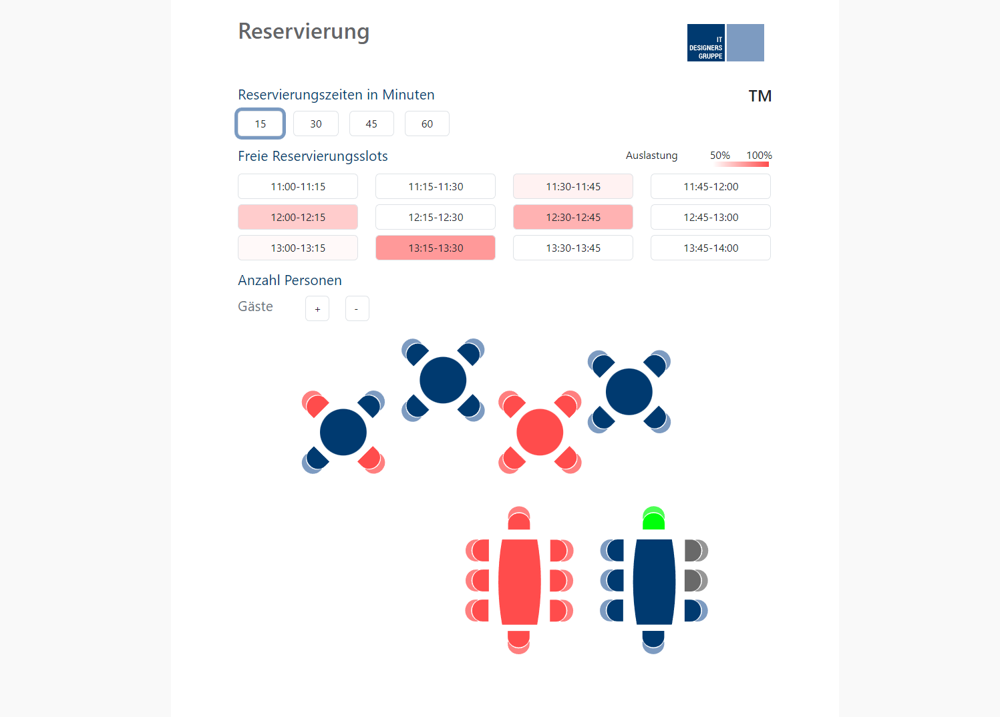 Reservierung
IT
DESIGNERS
GRUPPE
Reservierungszeiten in Minuten
TM
15 30 45 60
Freie Reservierungsslots
Auslastung 50% 100%
11:00-11:15 11:15-11:30 11:30-11:45 11:45-12:00
12:00-12:15 12:15-12:30 12:30-12:45 12:45-13:00
13:00-13:15 13:15-13:30 13:30-13:45 13:45-14:00
Anzahl Personen
Gäste + -